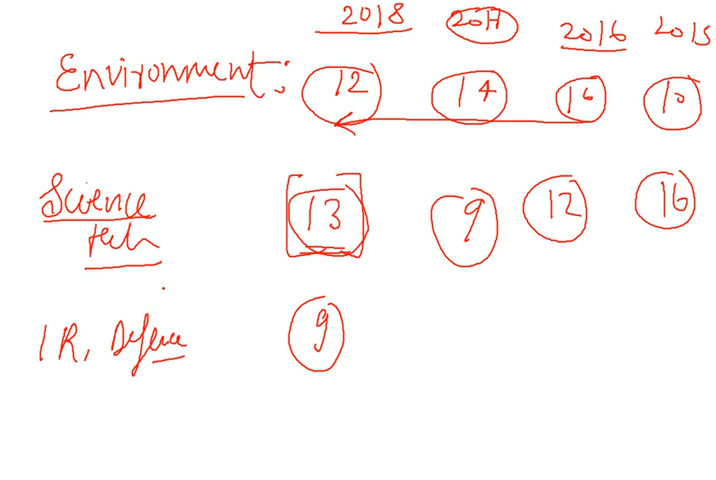 2018 2017 2016 2015
Environment: 12 14 16 10
Science 13 9 12 16
tech
IR, Defence 9